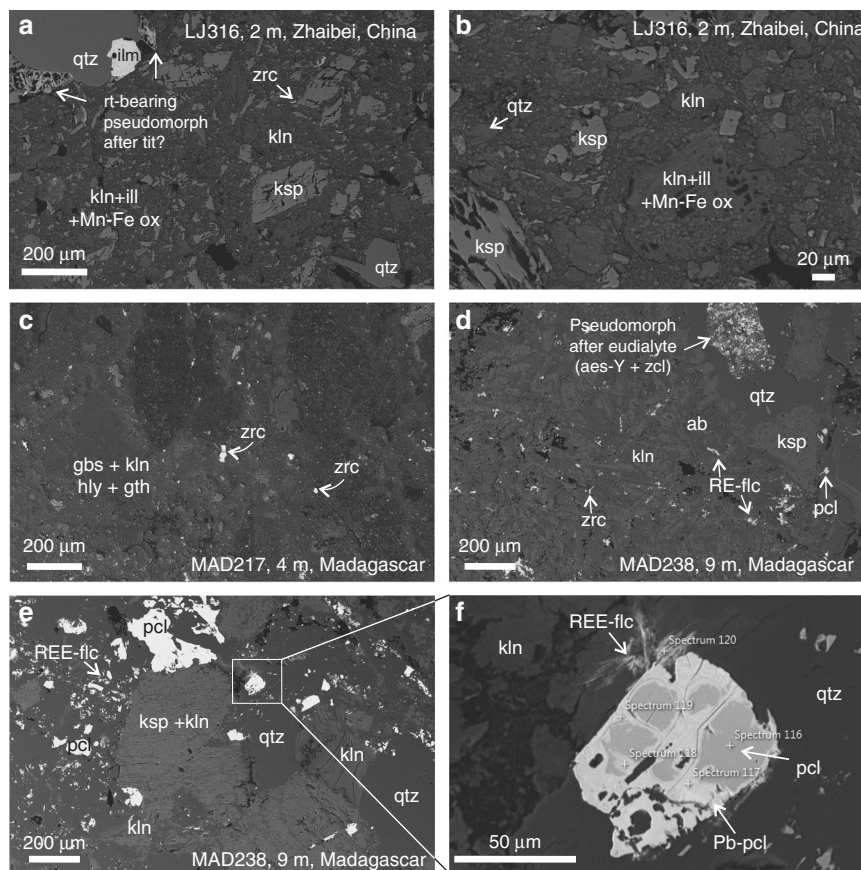 a
LJ316, 2 m, Zhaibei, China
qtz
ilm
zrc
rt-bearing
pseudomorph
after tit?
kln
kln+ill
+Mn-Fe ox
ksp
200 μm
qtz
b
LJ316, 2 m, Zhaibei, China
kln
qtz
ksp
kln+ill
+Mn-Fe ox
ksp
20 μm
c
zrc
gbs + kln
hly + gth
zrc
200 μm
MAD217, 4 m, Madagascar
d
Pseudomorph
after eudialyte
(aes-Y + zcl)
qtz
ab
ksp
kln
RE-flc
pcl
zrc
200 μm
MAD238, 9 m, Madagascar
e
pcl
REE-flc
ksp +kln
qtz
pcl
kln
qtz
kln
200 μm
MAD238, 9 m, Madagascar
f
REE-flc
Spectrum 120
kln
qtz
Spectrum 119
Spectrum 116
Spectrum 118
pcl
Spectrum 117
Pb-pcl
50 μm